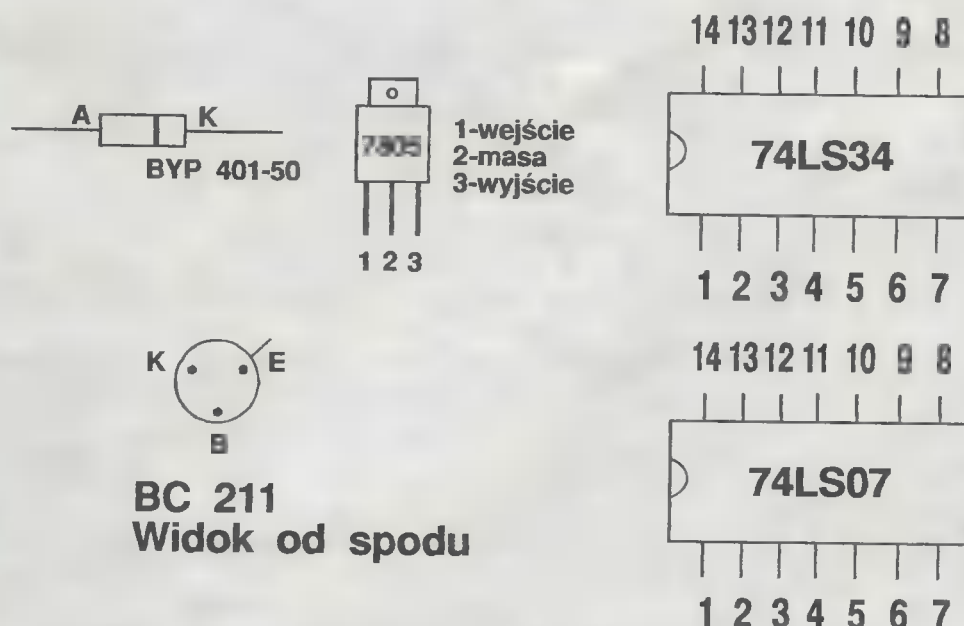 A K
BYP 401-50
7805
1-wejście
2-masa
3-wyjście
1 2 3
K E
B
BC 211
Widok od spodu
14 13 12 11 10 9 8
74LS34
1 2 3 4 5 6 7
14 13 12 11 10 9 8
74LS07
1 2 3 4 5 6 7